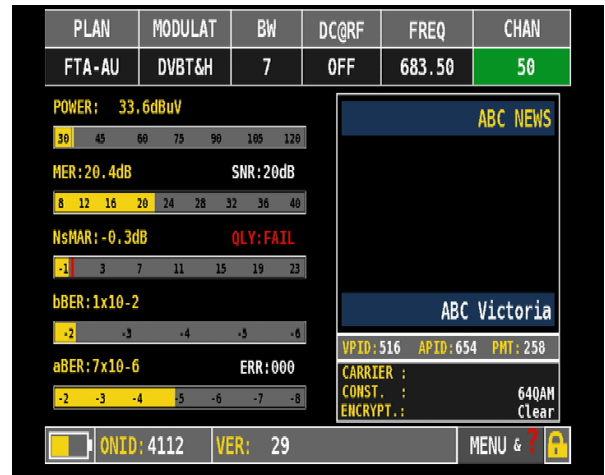 PLAN MODULAT BW DC@RF FREQ CHAN
FTA-AU DVBT&H 7 OFF 683.50 50
POWER: 33.6dBuV
30 45 60 75 90 105 120
MER:20.4dB SNR:20dB
8 12 16 20 24 28 32 36 40
NsMAR:-0.3dB QLY:FAIL
-1 3 7 11 15 19 23
bBER:1x10-2
-2 -3 -4 -5 -6
aBER:7x10-6 ERR:000
-2 -3 -4 -5 -6 -7 -8
ABC NEWS
ABC Victoria
VPID:516 APID:654 PMT:258
CARRIER :
CONST. : 64QAM
ENCRYPT.: Clear
ONID:4112 VER: 29 MENU & ?